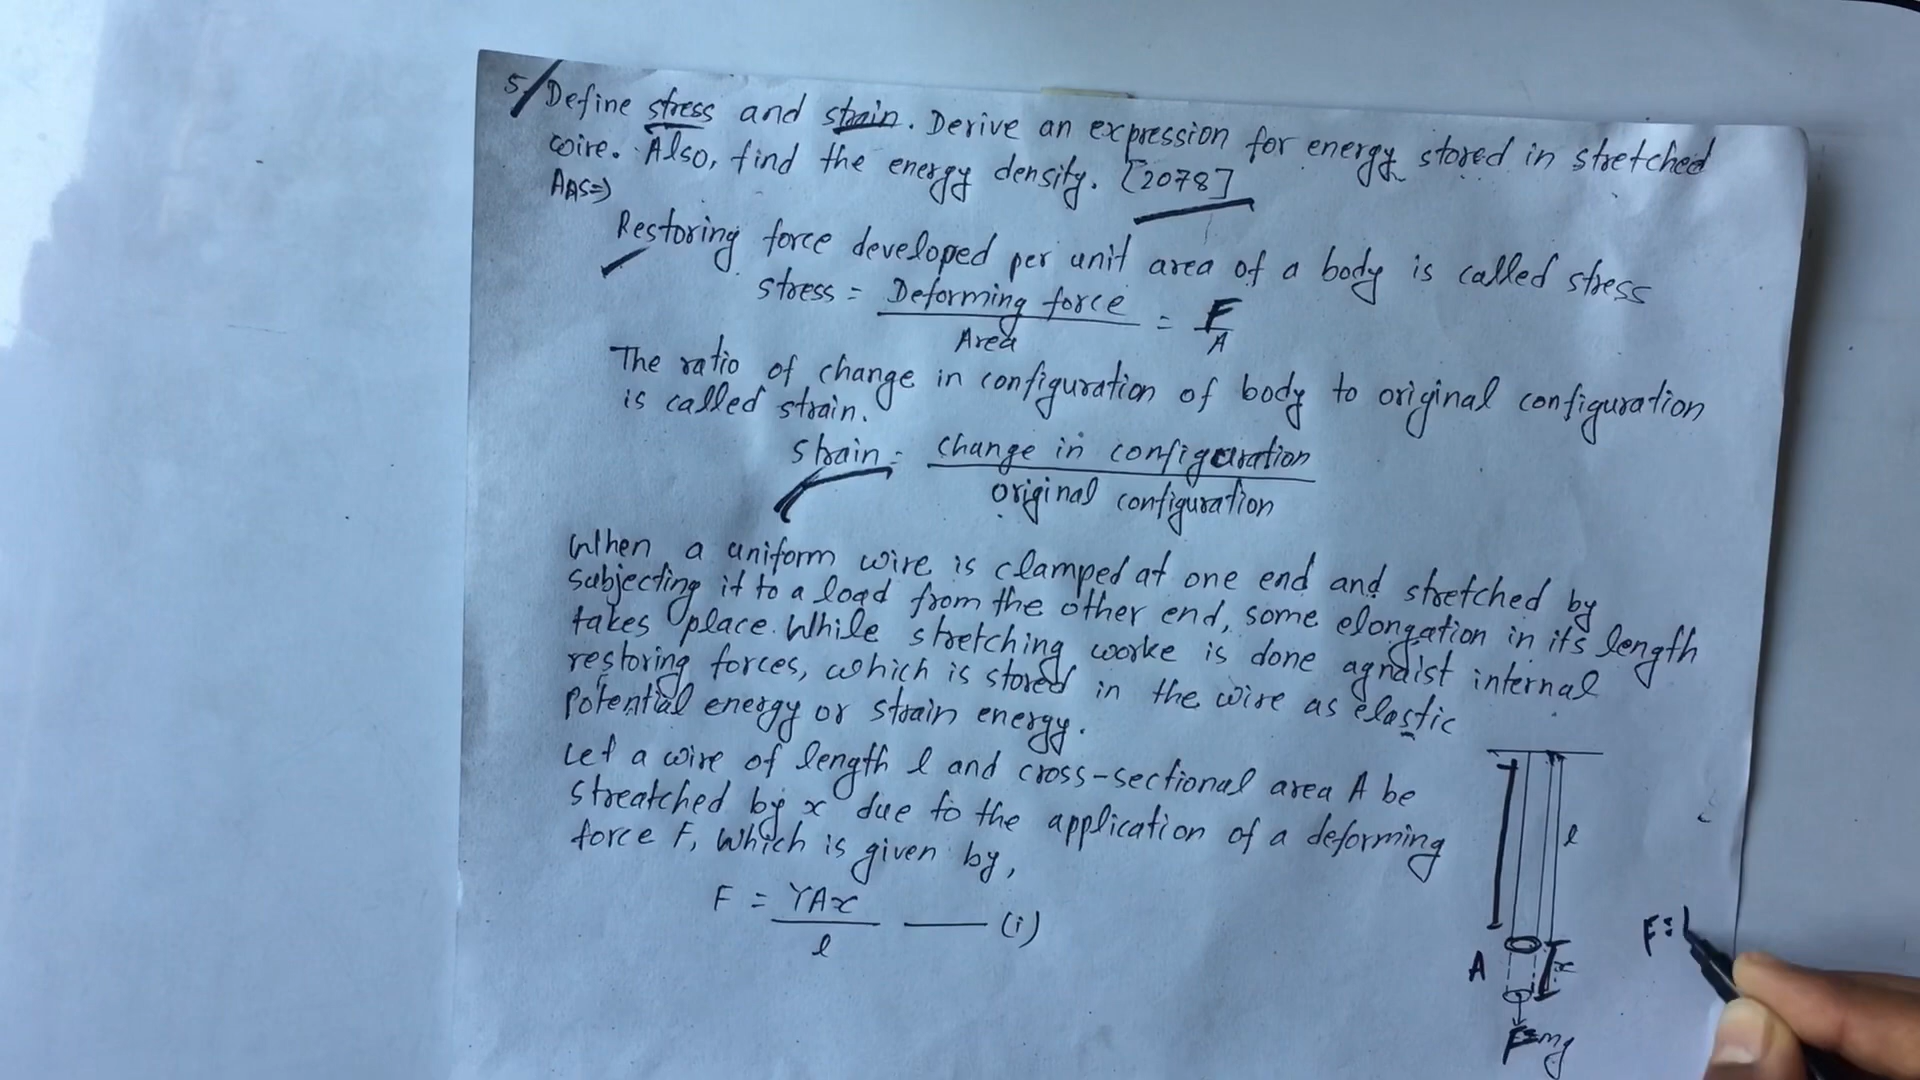 5/ Define stress and strain. Derive an expression for energy stored in stretched
wire. Also, find the energy density. [2078]
Ans⇒)
Restoring force developed per unit area of a body is called stress
stress = Deforming force / Area = F / A
The ratio of change in configuration of body to original configuration
is called strain.
strain = change in configuration / original configuration
When a uniform wire is clamped at one end and stretched by
subjecting it to a load from the other end, some elongation in its length
takes place. While stretching worke is done agnaist internal
restoring forces, which is stored in the wire as elastic
Potential energy or strain energy.
Let a wire of length l and cross-sectional area A be
streatched by x due to the application of a deforming
force F, which is given by,
F = YAx / l —— (i)
l
A
x
F=mg
F=